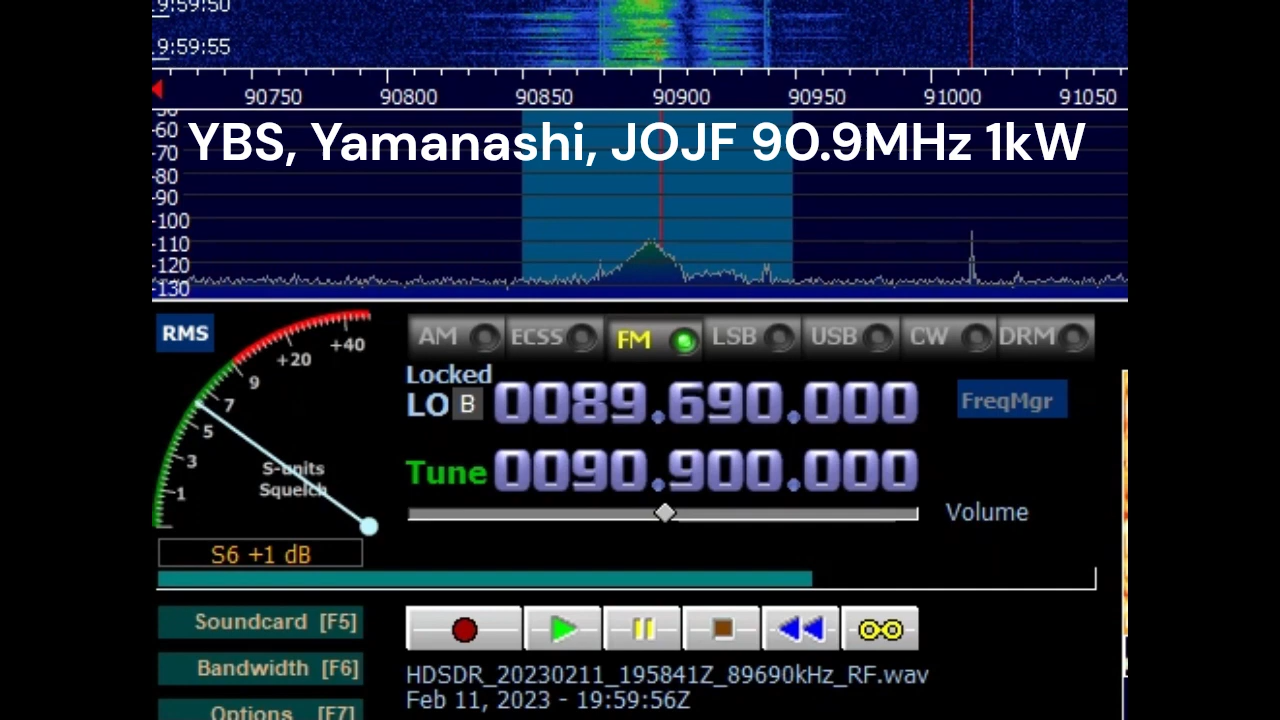 9:59:50
9:59:55
90750 90800 90850 90900 90950 91000 91050
YBS, Yamanashi, JOJF 90.9MHz 1kW
-60
-70
-80
-90
-100
-110
-120
-130
RMS
+40
+20
9
7
5
3
1
S-units
Squelch
S6 +1 dB
AM ECSS FM LSB USB CW DRM
Locked
LO B 0089.690.000
FreqMgr
Tune 0090.900.000
Volume
Soundcard [F5]
Bandwidth [F6]
Options [F7]
HDSDR_20230211_195841Z_89690kHz_RF.wav
Feb 11, 2023 - 19:59:56Z